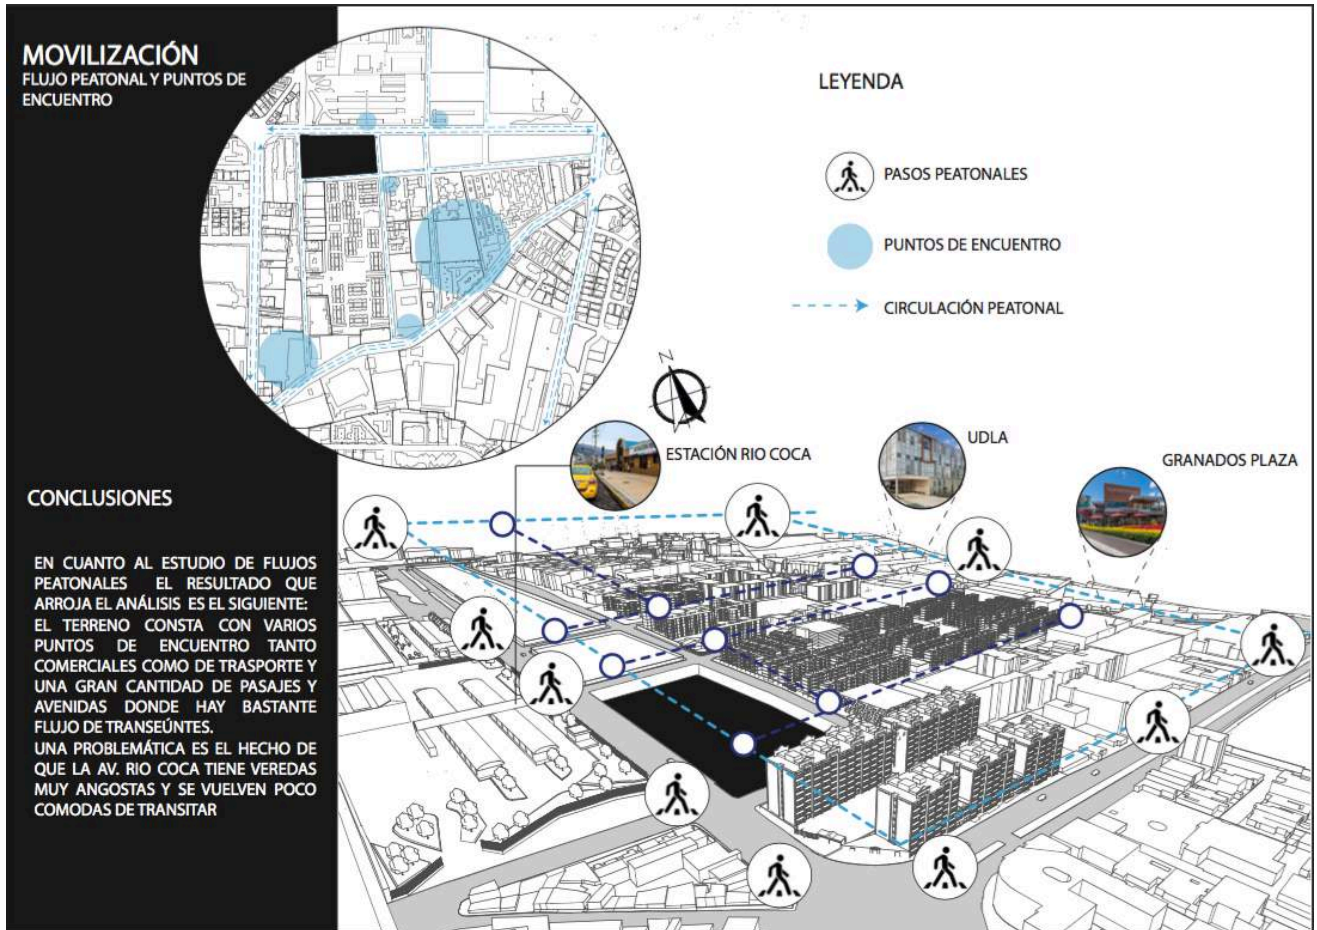 MOVILIZACIÓN
FLUJO PEATONAL Y PUNTOS DE
ENCUENTRO
LEYENDA
PASOS PEATONALES
PUNTOS DE ENCUENTRO
CIRCULACIÓN PEATONAL
N
ESTACIÓN RIO COCA
UDLA
GRANADOS PLAZA
CONCLUSIONES
EN CUANTO AL ESTUDIO DE FLUJOS
PEATONALES EL RESULTADO QUE
ARROJA EL ANÁLISIS ES EL SIGUIENTE:
EL TERRENO CONSTA CON VARIOS
PUNTOS DE ENCUENTRO TANTO
COMERCIALES COMO DE TRASPORTE Y
UNA GRAN CANTIDAD DE PASAJES Y
AVENIDAS DONDE HAY BASTANTE
FLUJO DE TRANSEÚNTES.
UNA PROBLEMÁTICA ES EL HECHO DE
QUE LA AV. RIO COCA TIENE VEREDAS
MUY ANGOSTAS Y SE VUELVEN POCO
COMODAS DE TRANSITAR